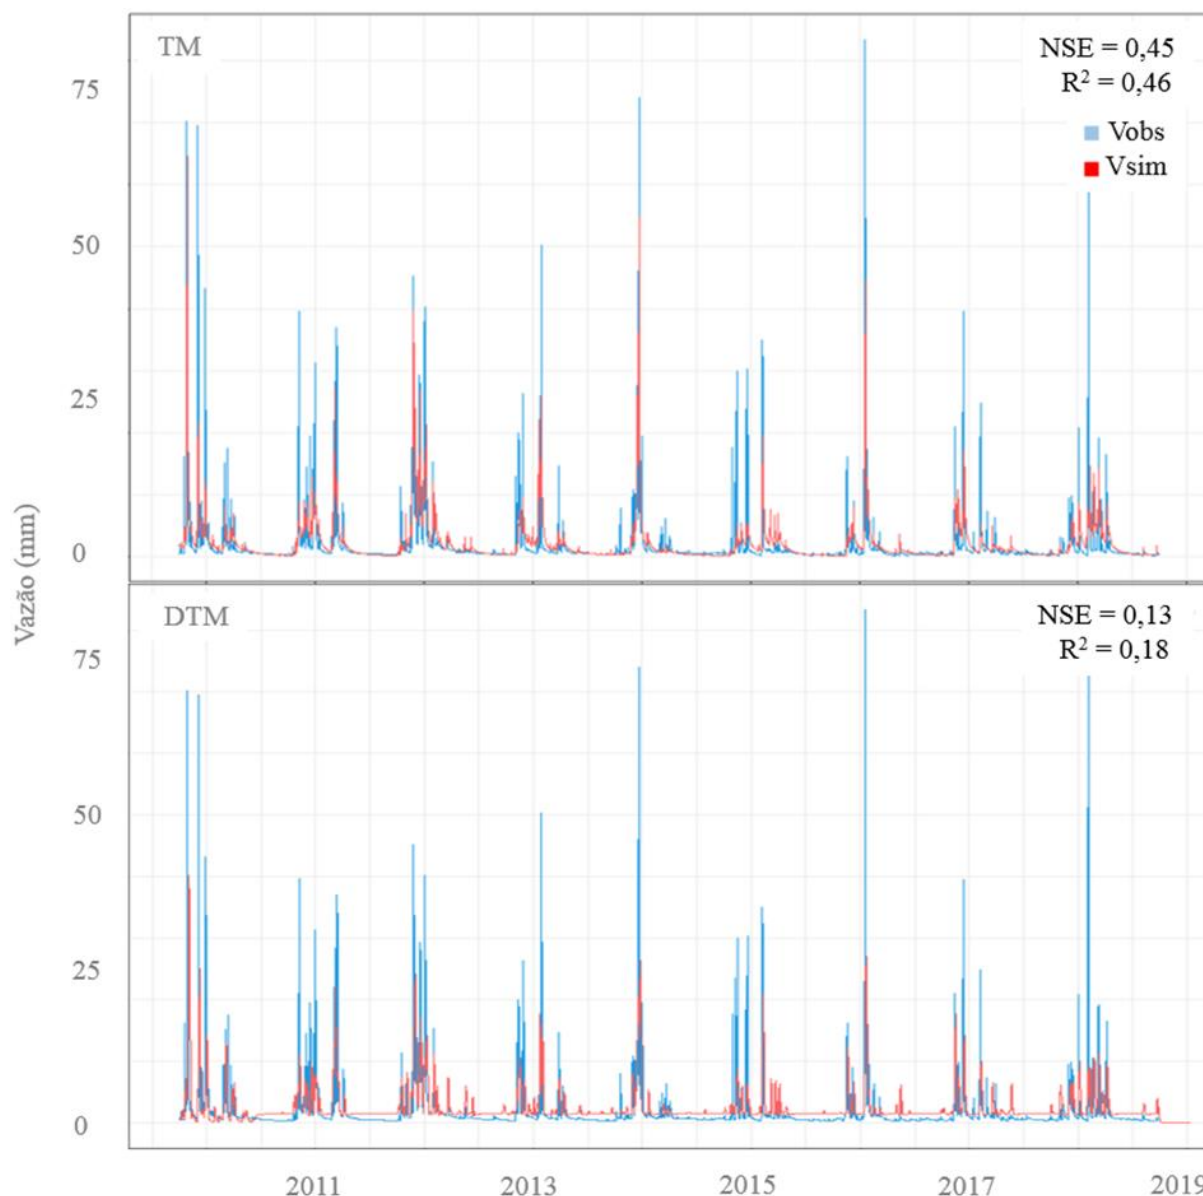 TM
NSE = 0,45
R² = 0,46
Vobs
Vsim
75
50
25
0
Vazão (mm)
DTM
NSE = 0,13
R² = 0,18
75
50
25
0
2011
2013
2015
2017
2019